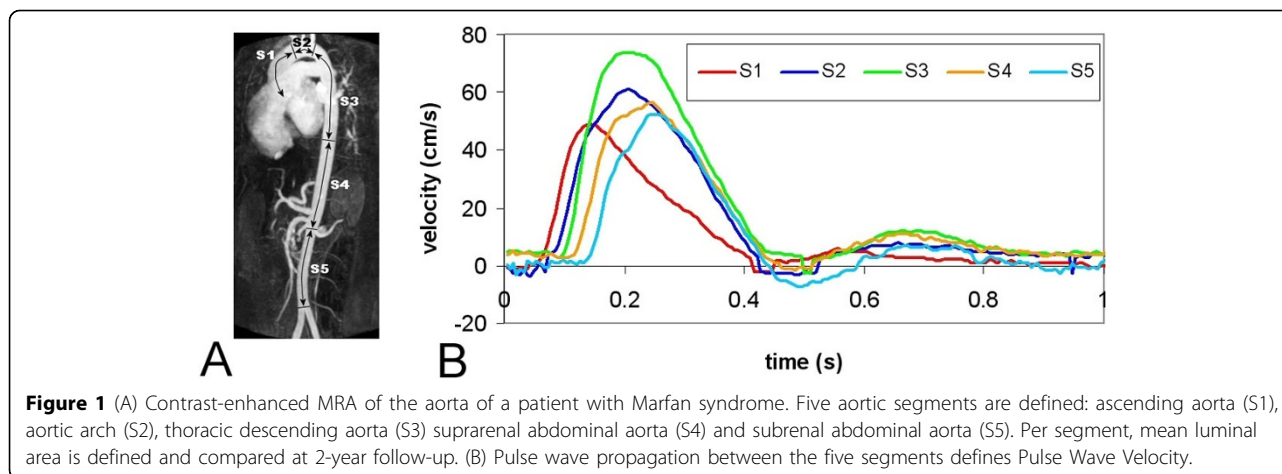 S2
S1
S3
S4
S5
A
80
60
40
20
0
-20
velocity (cm/s)
S1 S2 S3 S4 S5
0 0.2 0.4 0.6 0.8 1
time (s)
B
Figure 1 (A) Contrast-enhanced MRA of the aorta of a patient with Marfan syndrome. Five aortic segments are defined: ascending aorta (S1),
aortic arch (S2), thoracic descending aorta (S3) suprarenal abdominal aorta (S4) and subrenal abdominal aorta (S5). Per segment, mean luminal
area is defined and compared at 2-year follow-up. (B) Pulse wave propagation between the five segments defines Pulse Wave Velocity.